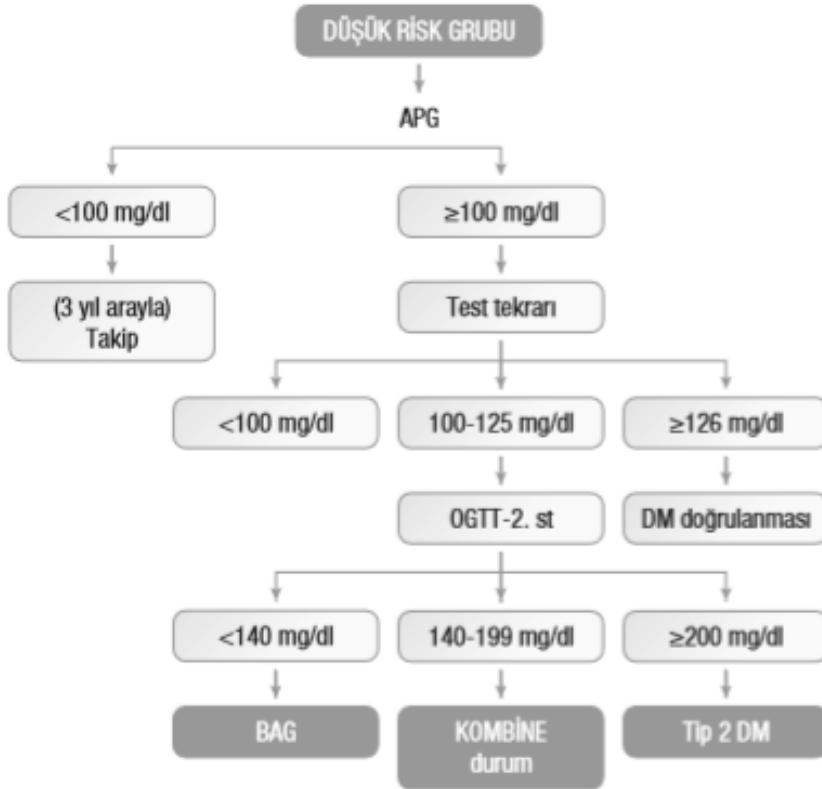 DÜŞÜK RİSK GRUBU
APG
<100 mg/dl
≥100 mg/dl
(3 yıl arayla)
Takip
Test tekrarı
<100 mg/dl
100-125 mg/dl
≥126 mg/dl
OGTT-2. st
DM doğrulanması
<140 mg/dl
140-199 mg/dl
≥200 mg/dl
BAG
KOMBİNE
durum
Tip 2 DM